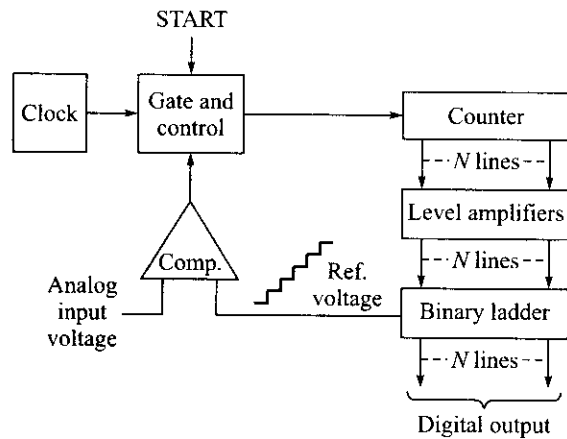 START
Clock
Gate and
control
Counter
N lines
Level amplifiers
N lines
Comp.
Ref.
voltage
Analog
input
voltage
Binary ladder
N lines
Digital output